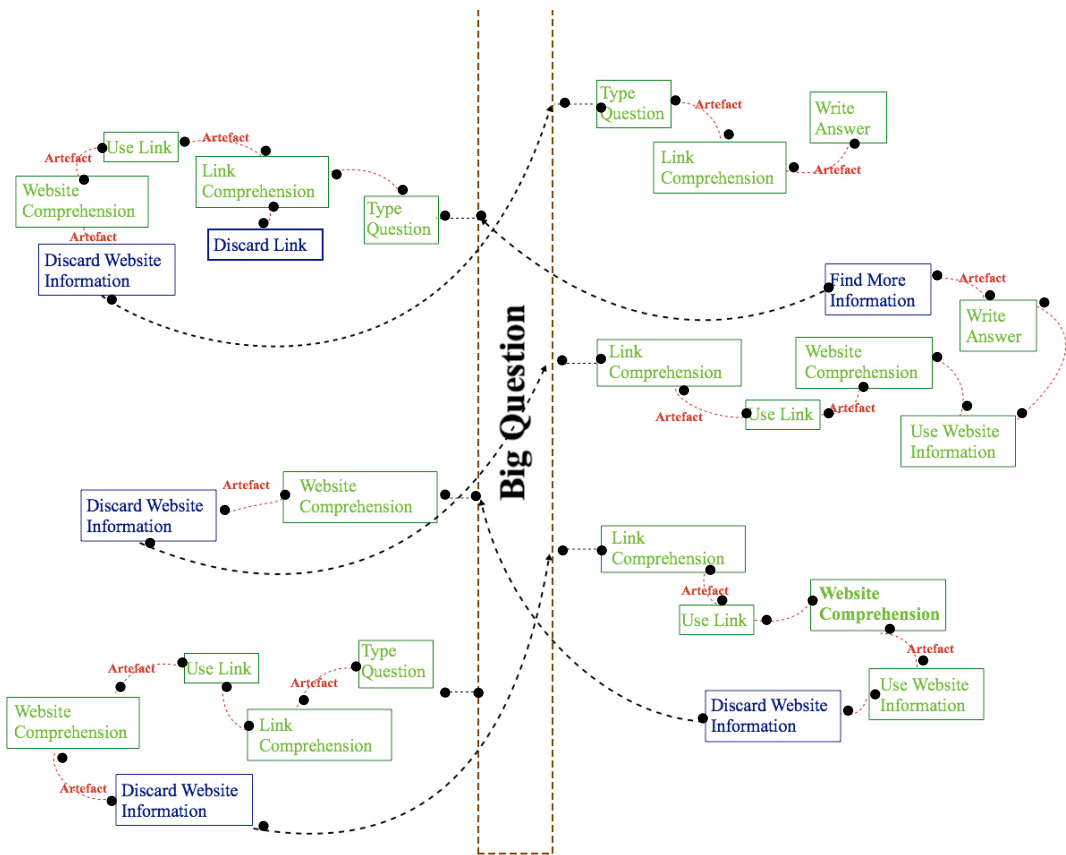 Artefact
Use Link
Artefact
Link
Comprehension
Artefact
Website
Comprehension
Type
Question
Artefact
Discard Link
Discard Website
Information
Big Question
Type
Question
Artefact
Write
Answer
Link
Comprehension
Artefact
Find More
Information
Artefact
Write
Answer
Link
Comprehension
Website
Comprehension
Artefact
Use Link
Artefact
Use Website
Information
Artefact
Website
Comprehension
Discard Website
Information
Link
Comprehension
Artefact
Use Link
Website
Comprehension
Artefact
Use Website
Information
Discard Website
Information
Type
Question
Artefact
Use Link
Artefact
Website
Comprehension
Link
Comprehension
Artefact
Discard Website
Information